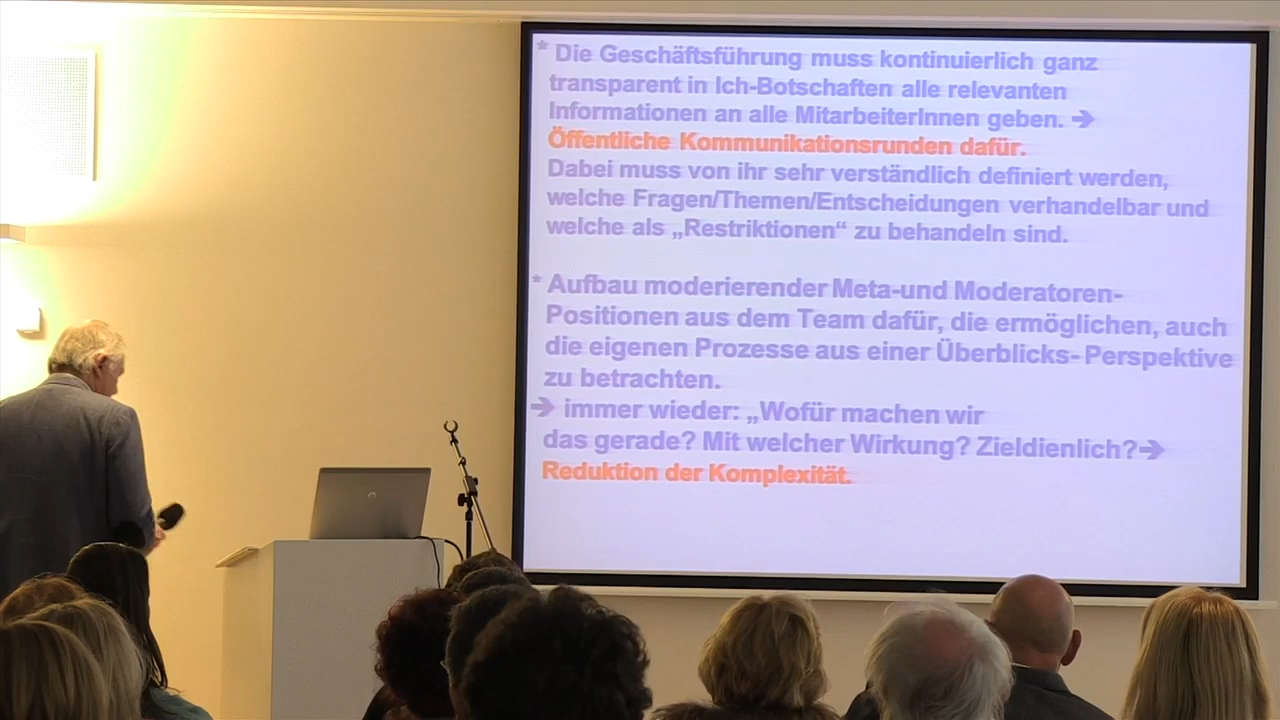 * Die Geschäftsführung muss kontinuierlich ganz
transparent in Ich-Botschaften alle relevanten
Informationen an alle MitarbeiterInnen geben. ➔
Öffentliche Kommunikationsrunden dafür.
Dabei muss von ihr sehr verständlich definiert werden,
welche Fragen/Themen/Entscheidungen verhandelbar und
welche als „Restriktionen“ zu behandeln sind.
* Aufbau moderierender Meta-und Moderatoren-
Positionen aus dem Team dafür, die ermöglichen, auch
die eigenen Prozesse aus einer Überblicks- Perspektive
zu betrachten.
➔ immer wieder: „Wofür machen wir
das gerade? Mit welcher Wirkung? Zieldienlich?➔
Reduktion der Komplexität.